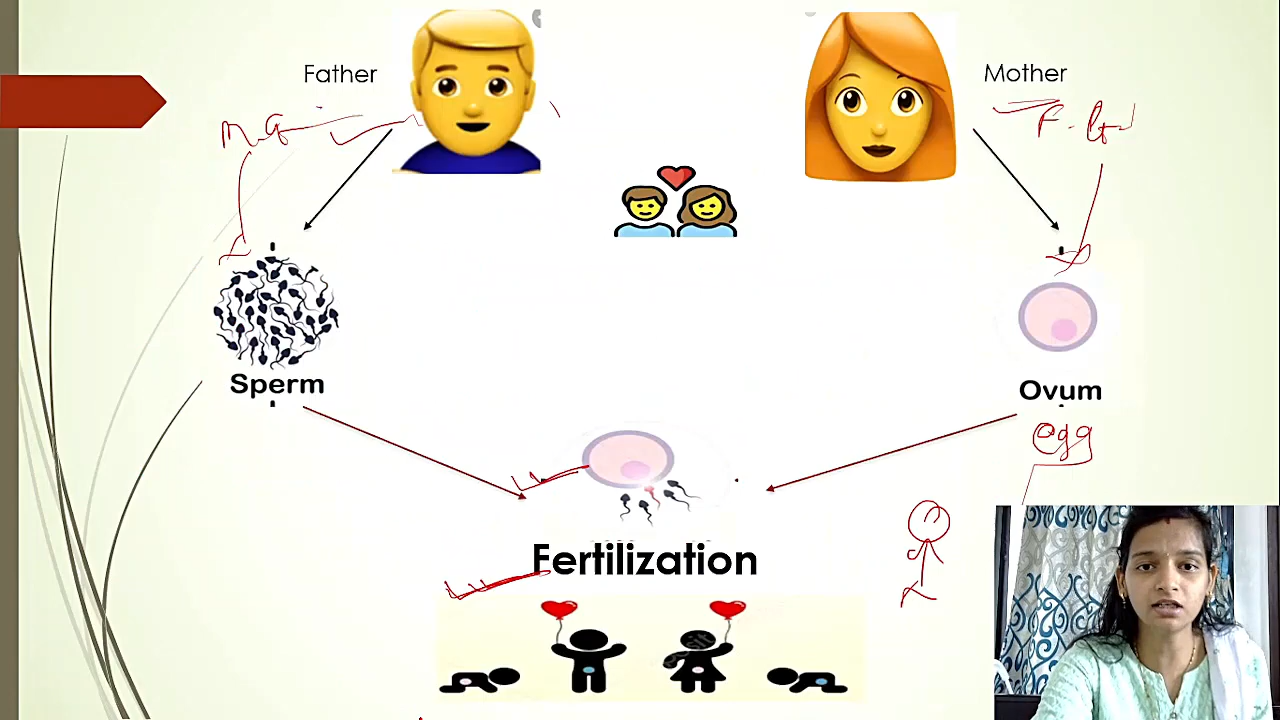 Father
Mother
M.G
Sperm
Ovum
egg
Fertilization